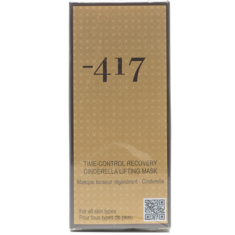 -417
TIME-CONTROL RECOVERY
CINDERELLA LIFTING MASK
Masque tenseur régénérant - Cinderella
For all skin types
Pour tous types de peau